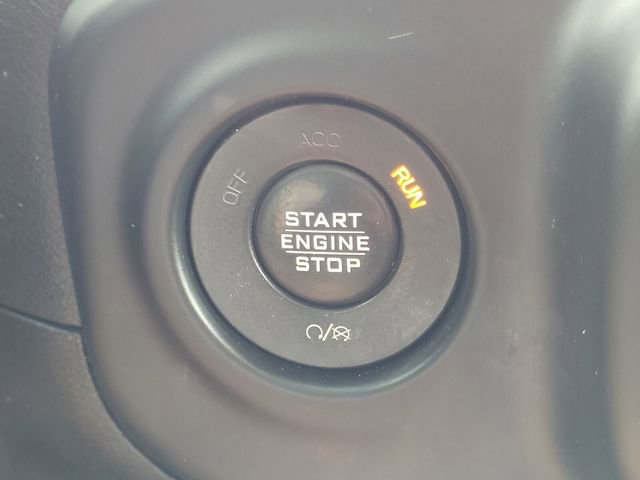 ACC
OFF
RUN
START
ENGINE
STOP